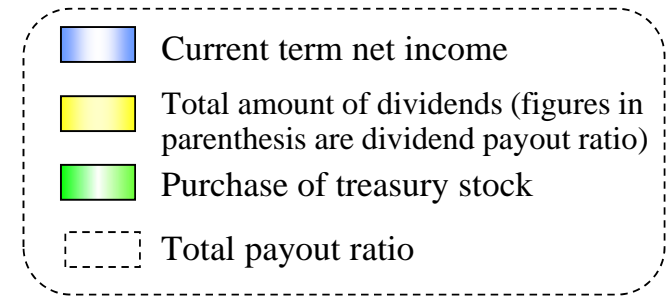 Current term net income
Total amount of dividends (figures in
parenthesis are dividend payout ratio)
Purchase of treasury stock
Total payout ratio